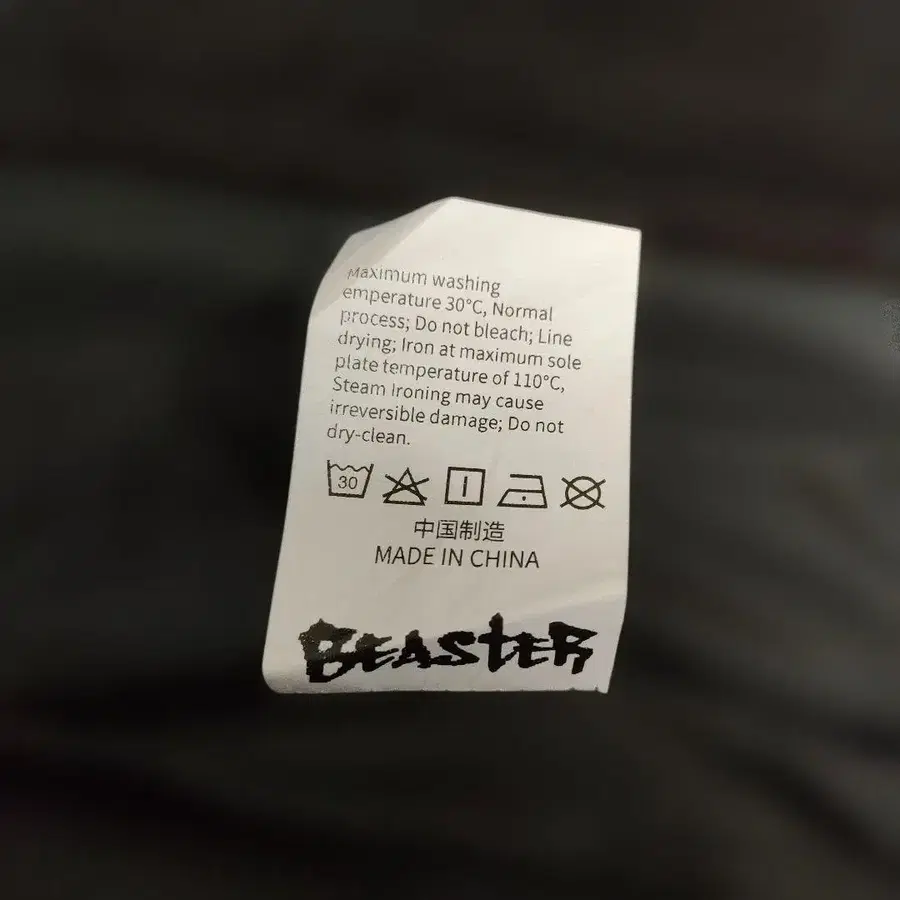 Maximum washing
emperature 30°C, Normal
process; Do not bleach; Line
drying; Iron at maximum sole
plate temperature of 110°C,
Steam Ironing may cause
irreversible damage; Do not
dry-clean.
30
中国制造
MADE IN CHINA
BEASTER